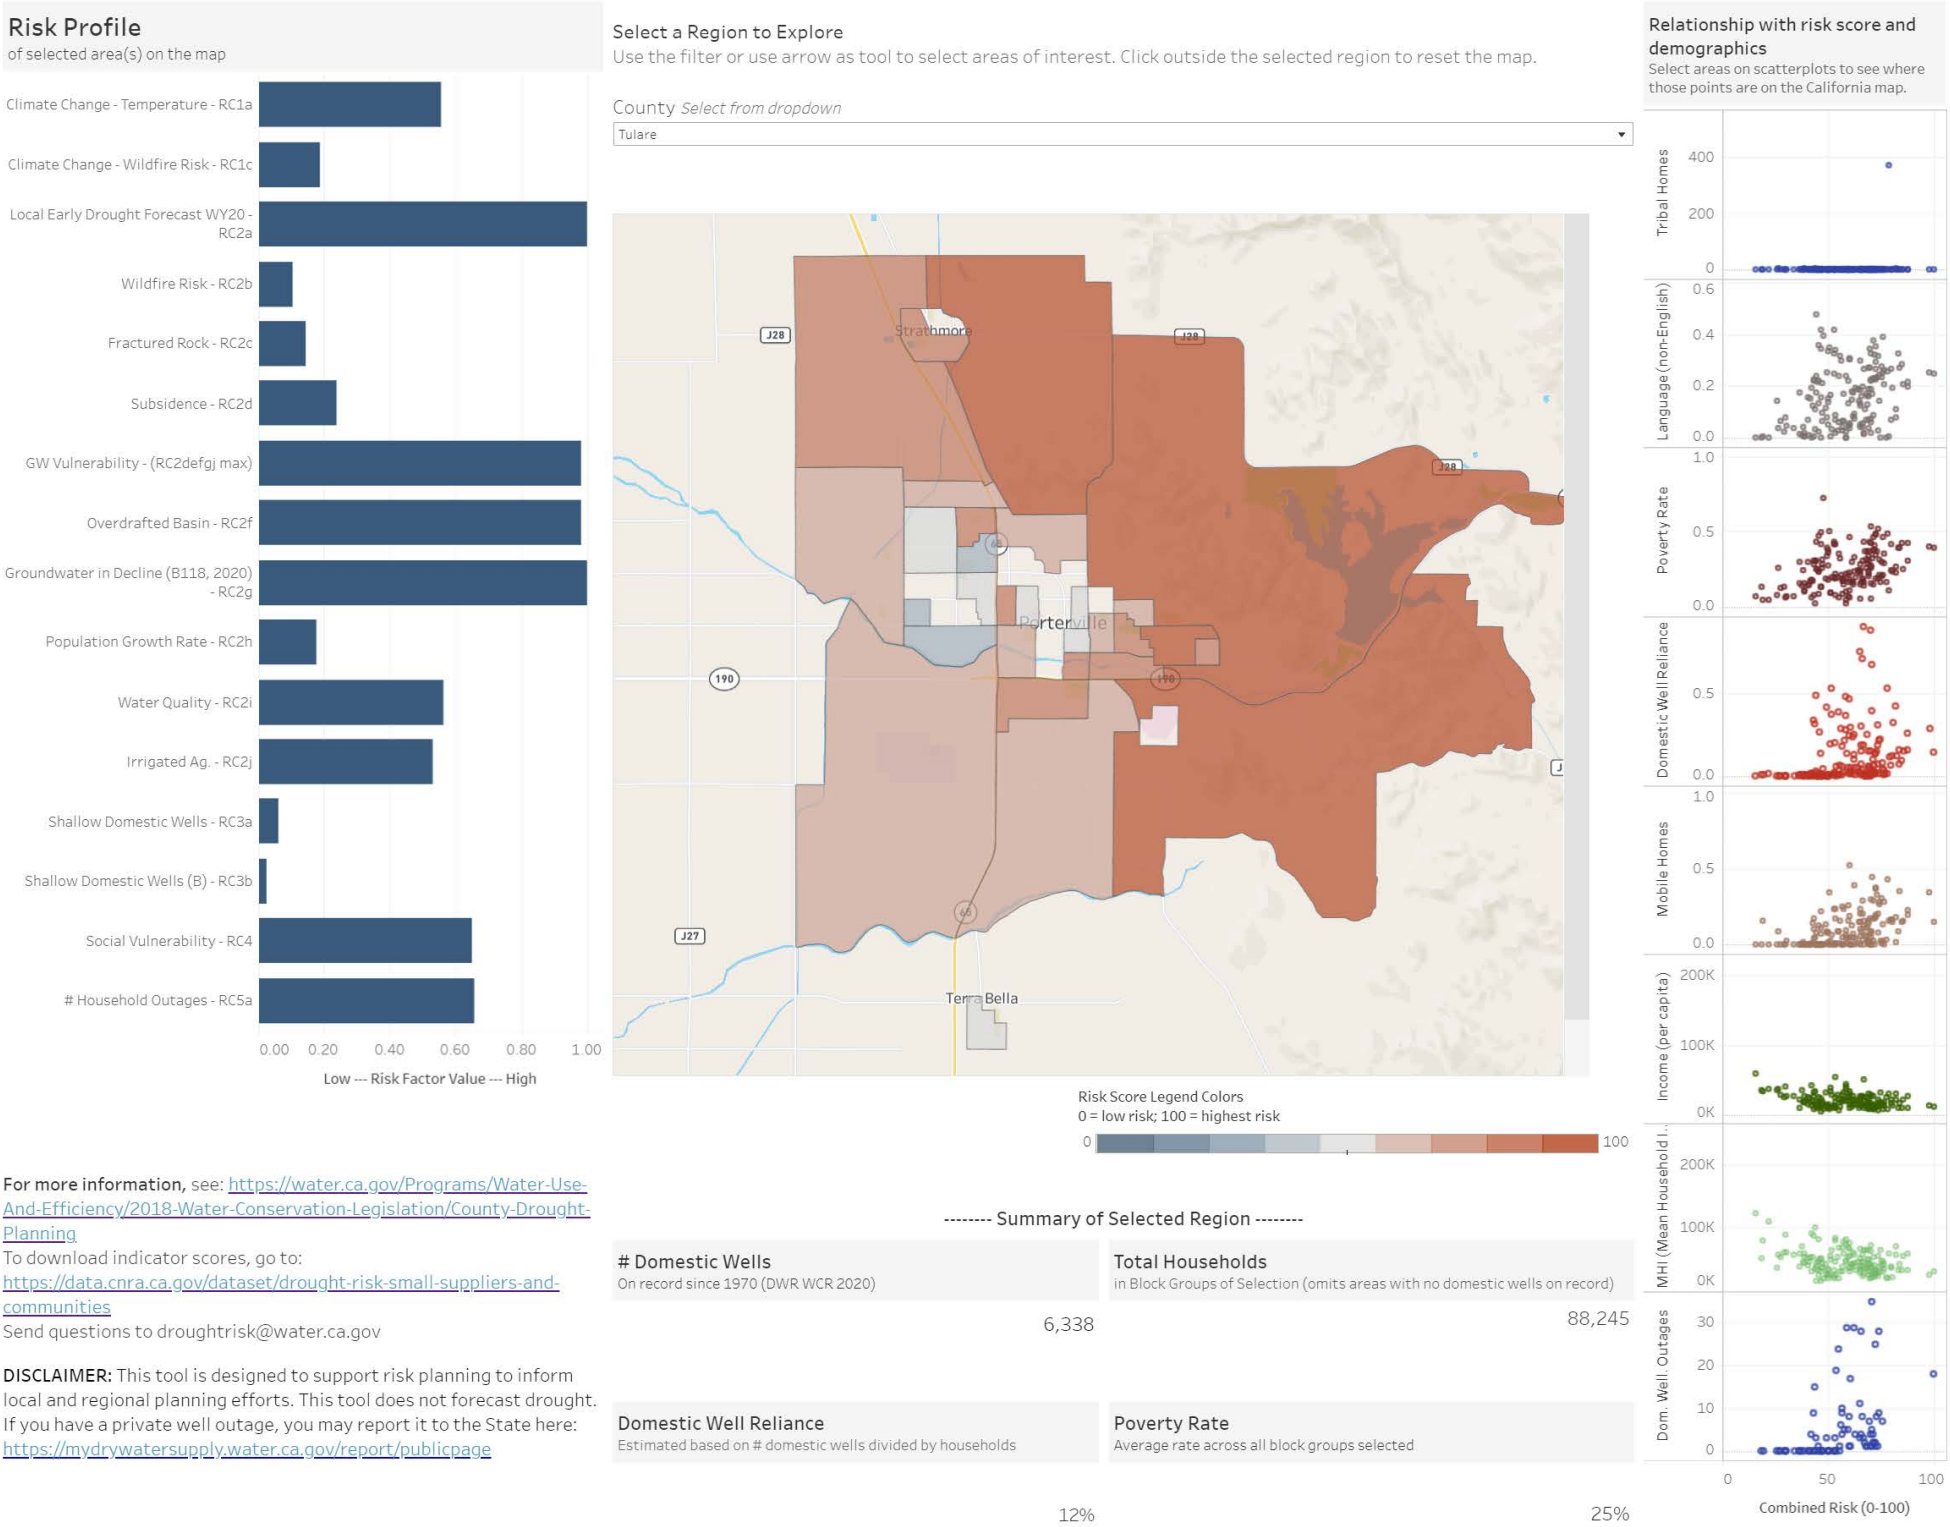 Risk Profile
of selected area(s) on the map
Climate Change - Temperature - RC1a
Climate Change - Wildfire Risk - RC1c
Local Early Drought Forecast WY20 -
RC2a
Wildfire Risk - RC2b
Fractured Rock - RC2c
Subsidence - RC2d
GW Vulnerability - (RC2defgj max)
Overdrafted Basin - RC2f
Groundwater in Decline (B118, 2020)
- RC2g
Population Growth Rate - RC2h
Water Quality - RC2i
Irrigated Ag. - RC2j
Shallow Domestic Wells - RC3a
Shallow Domestic Wells (B) - RC3b
Social Vulnerability - RC4
# Household Outages - RC5a
0.00 0.20 0.40 0.60 0.80 1.00
Low --- Risk Factor Value --- High
For more information, see: https://water.ca.gov/Programs/Water-Use-
And-Efficiency/2018-Water-Conservation-Legislation/County-Drought-
Planning
To download indicator scores, go to:
https://data.cnra.ca.gov/dataset/drought-risk-small-suppliers-and-
communities
Send questions to droughtrisk@water.ca.gov
DISCLAIMER: This tool is designed to support risk planning to inform
local and regional planning efforts. This tool does not forecast drought.
If you have a private well outage, you may report it to the State here:
https://mydrywatersupply.water.ca.gov/report/publicpage
Select a Region to Explore
Use the filter or use arrow as tool to select areas of interest. Click outside the selected region to reset the map.
County Select from dropdown
Tulare
Strathmore
J28
J28
J28
65
Porterville
190
190
J
65
J27
Terra Bella
Risk Score Legend Colors
0 = low risk; 100 = highest risk
0 100
-------- Summary of Selected Region --------
# Domestic Wells
On record since 1970 (DWR WCR 2020)
6,338
Total Households
in Block Groups of Selection (omits areas with no domestic wells on record)
88,245
Domestic Well Reliance
Estimated based on # domestic wells divided by households
12%
Poverty Rate
Average rate across all block groups selected
25%
Relationship with risk score and
demographics
Select areas on scatterplots to see where
those points are on the California map.
Tribal Homes
400
200
0
Language (non-English)
0.6
0.4
0.2
0.0
Poverty Rate
1.0
0.5
0.0
Domestic Well Reliance
0.5
0.0
Mobile Homes
1.0
0.5
0.0
Income (per capita)
200K
100K
0K
MHI (Mean Household I..
200K
100K
0K
Dom. Well. Outages
30
20
10
0
0 50 100
Combined Risk (0-100)